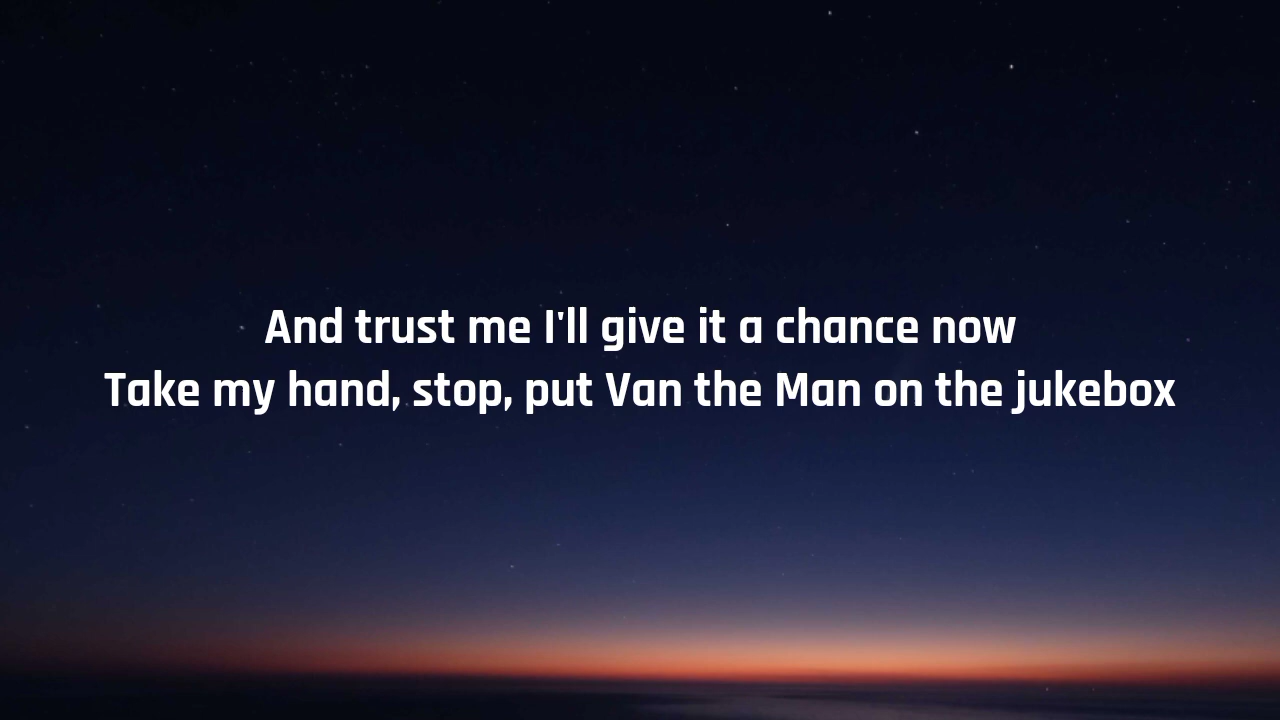 And trust me I'll give it a chance now
Take my hand, stop, put Van the Man on the jukebox